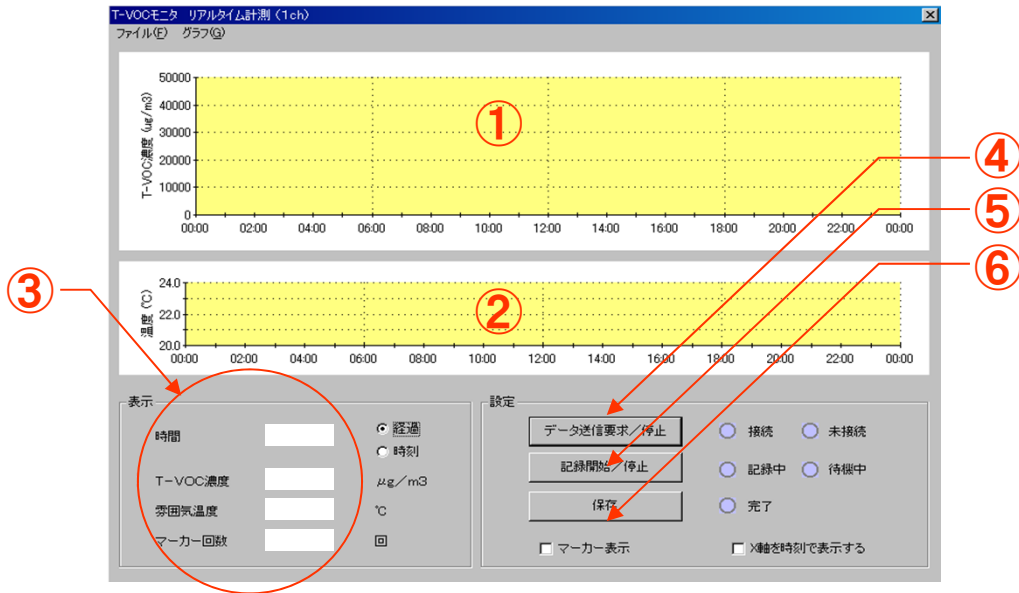 T-VOCモニタ リアルタイム計測（1ch）
ファイル(F) グラフ(G)
T-VOC濃度 (ug/m3)
50000
40000
30000
20000
10000
0
00:00 02:00 04:00 06:00 08:00 10:00 12:00 14:00 16:00 18:00 20:00 22:00 00:00
①
温度 (℃)
24.0
22.0
20.0
00:00 02:00 04:00 06:00 08:00 10:00 12:00 14:00 16:00 18:00 20:00 22:00 00:00
②
③
④
⑤
⑥
表示
時間
経過
時刻
T－VOC濃度 μg／m3
雰囲気温度 ℃
マーカー回数 回
設定
データ送信要求／停止 接続 未接続
記録開始／停止 記録中 待機中
保存 完了
マーカー表示 X軸を時刻で表示する